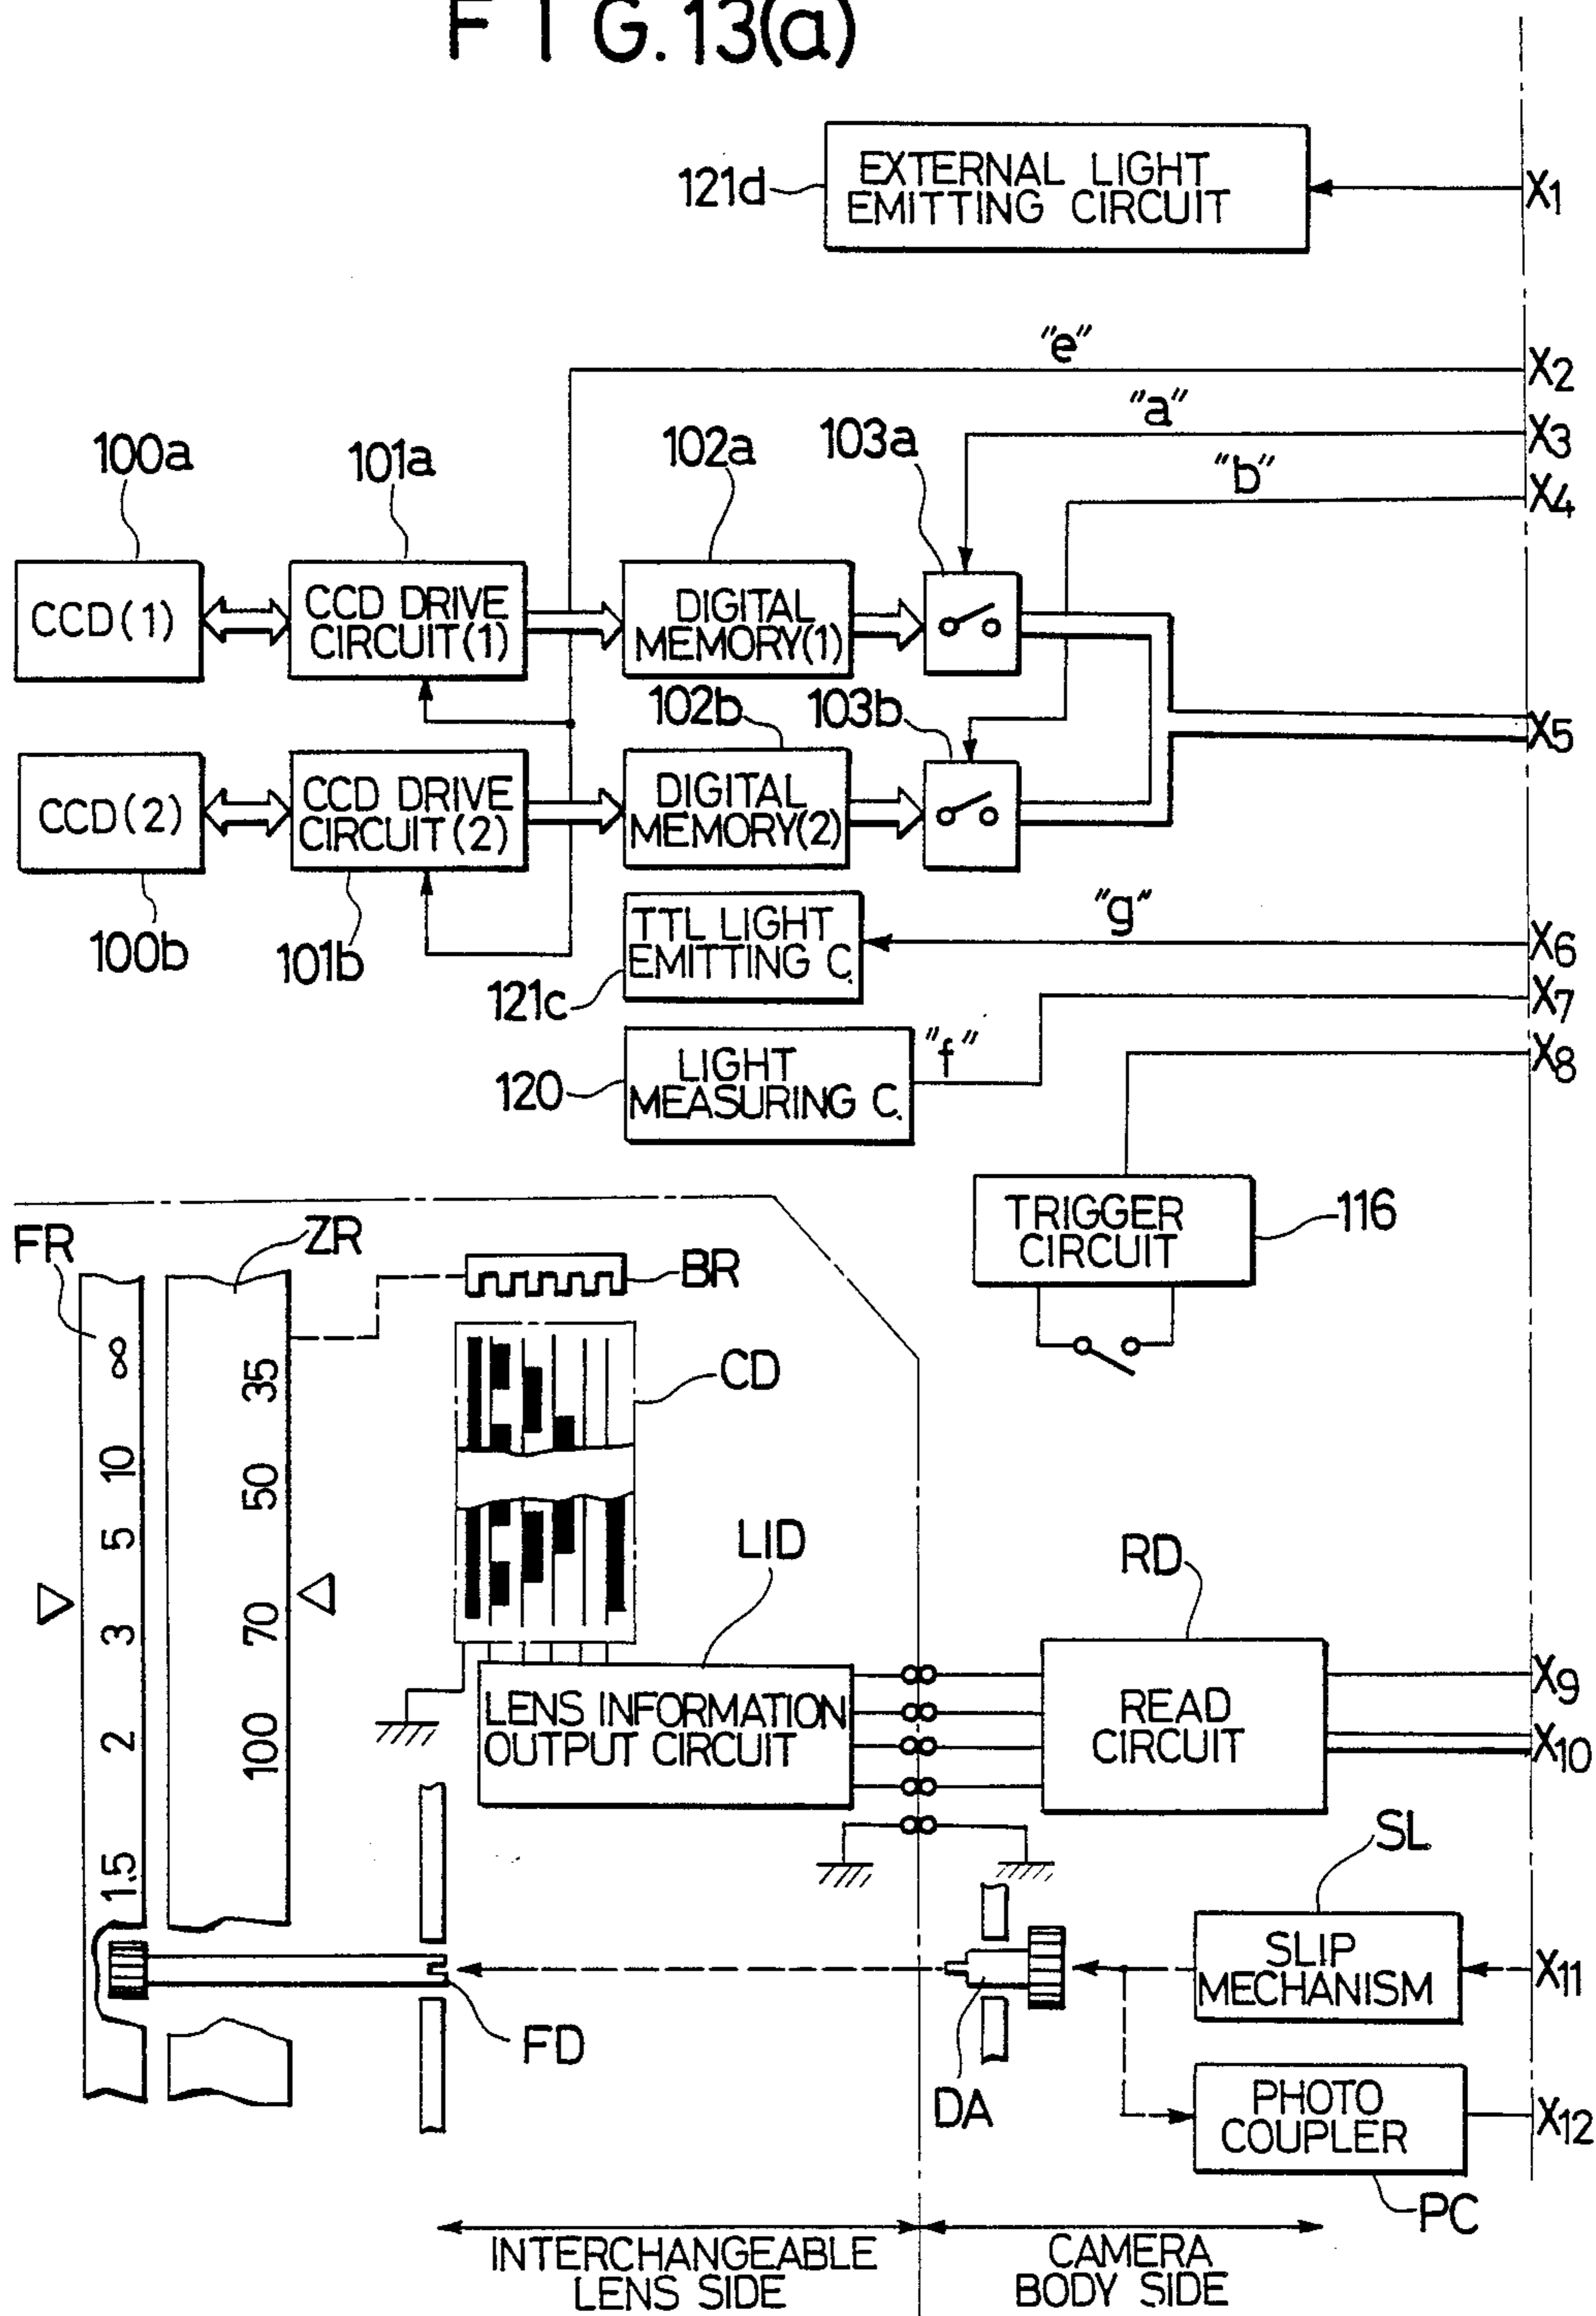 FIG.13(a)
121d
EXTERNAL LIGHT
EMITTING CIRCUIT
X1
"e"
X2
"a"
X3
"b"
X4
100a
101a
102a
103a
CCD(1)
CCD DRIVE
CIRCUIT(1)
DIGITAL
MEMORY(1)
102b
103b
X5
CCD(2)
CCD DRIVE
CIRCUIT(2)
DIGITAL
MEMORY(2)
100b
101b
TTL LIGHT
EMITTING C.
"g"
X6
121c
X7
120
LIGHT
MEASURING C.
"f"
X8
TRIGGER
CIRCUIT
116
FR
ZR
BR
CD
∞
10
5
3
2
1.5
35
50
70
100
LID
RD
LENS INFORMATION
OUTPUT CIRCUIT
READ
CIRCUIT
X9
X10
SL
SLIP
MECHANISM
X11
FD
DA
PHOTO
COUPLER
X12
PC
INTERCHANGEABLE
LENS SIDE
CAMERA
BODY SIDE